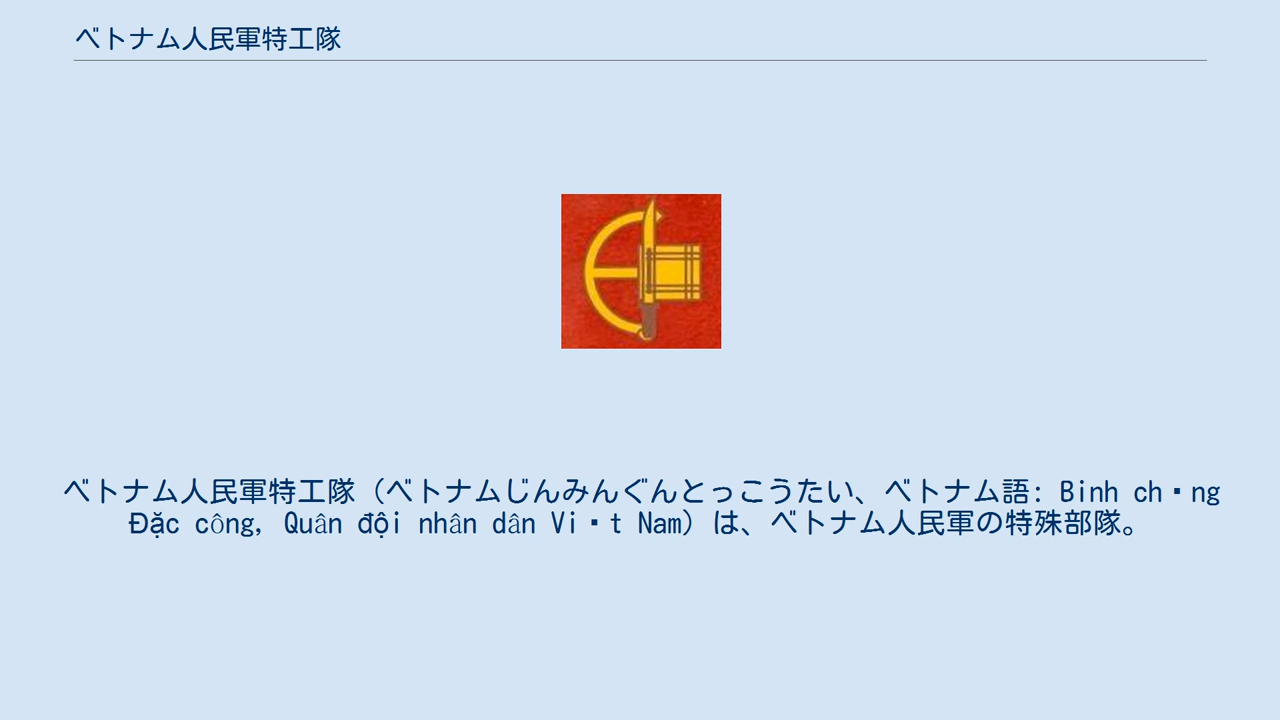 ベトナム人民軍特工隊
ベトナム人民軍特工隊（ベトナムじんみんぐんとっこうたい、ベトナム語: Binh ch▪ng
Đặc công, Quân đội nhân dân Vi▪t Nam）は、ベトナム人民軍の特殊部隊。